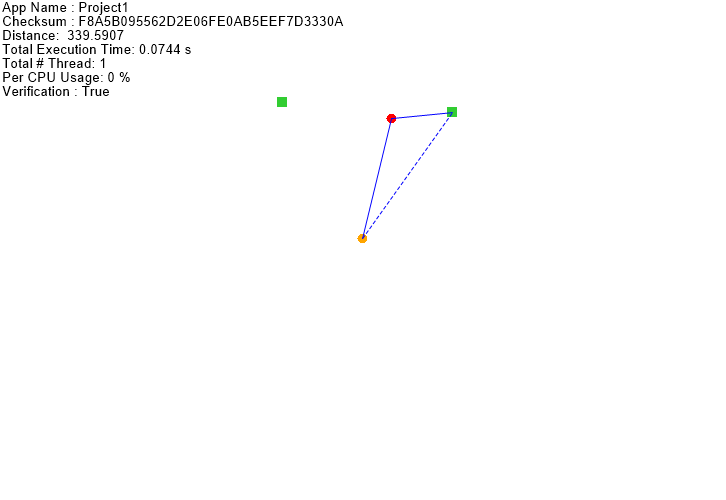 App Name : Project1
Checksum : F8A5B095562D2E06FE0AB5EEF7D3330A
Distance:  339.5907
Total Execution Time: 0.0744 s
Total # Thread: 1
Per CPU Usage: 0 %
Verification : True